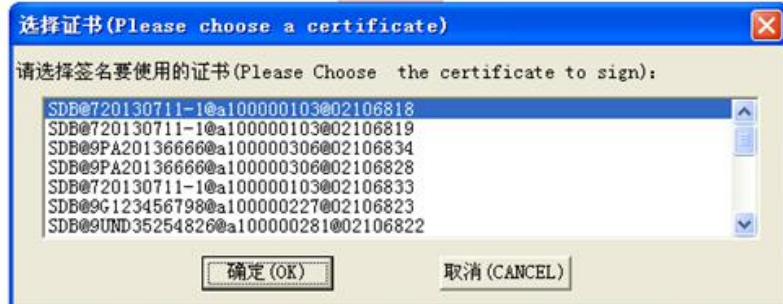 选择证书(Please choose a certificate)
请选择签名要使用的证书(Please Choose  the certificate to sign):
SDB@720130711-1@a100000103@02106818
SDB@720130711-1@a100000103@02106819
SDB@9PA20136666@a100000306@02106834
SDB@9PA20136666@a100000306@02106828
SDB@720130711-1@a100000103@02106833
SDB@9G123456798@a100000227@02106823
SDB@9UND35254826@a100000281@02106822
确定(OK)
取消(CANCEL)